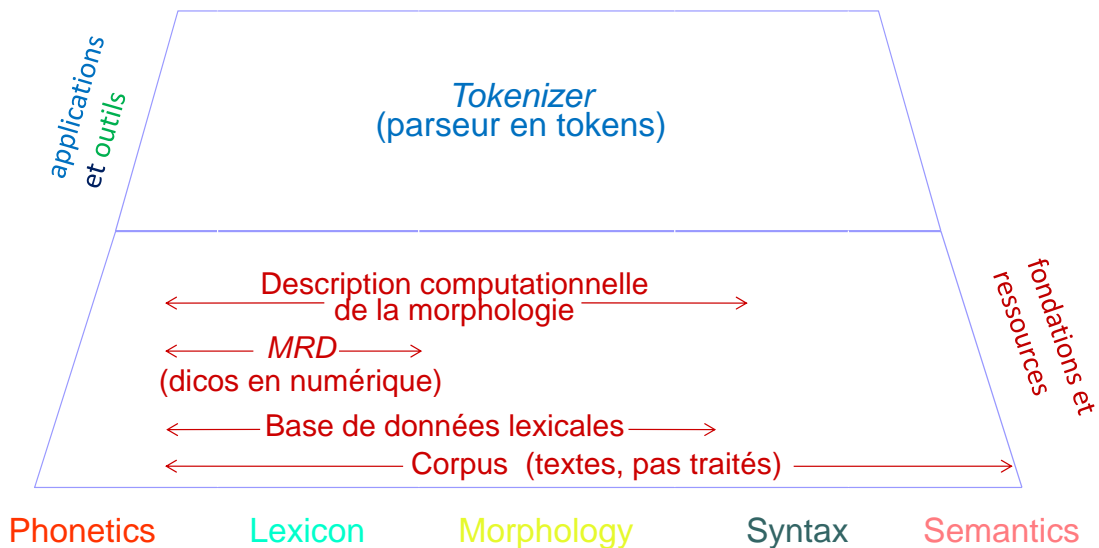 applications
et outils
Tokenizer
(parseur en tokens)
fondations et
ressources
Description computationnelle
de la morphologie
MRD
(dicos en numérique)
Base de données lexicales
Corpus (textes, pas traités)
Phonetics Lexicon Morphology Syntax Semantics